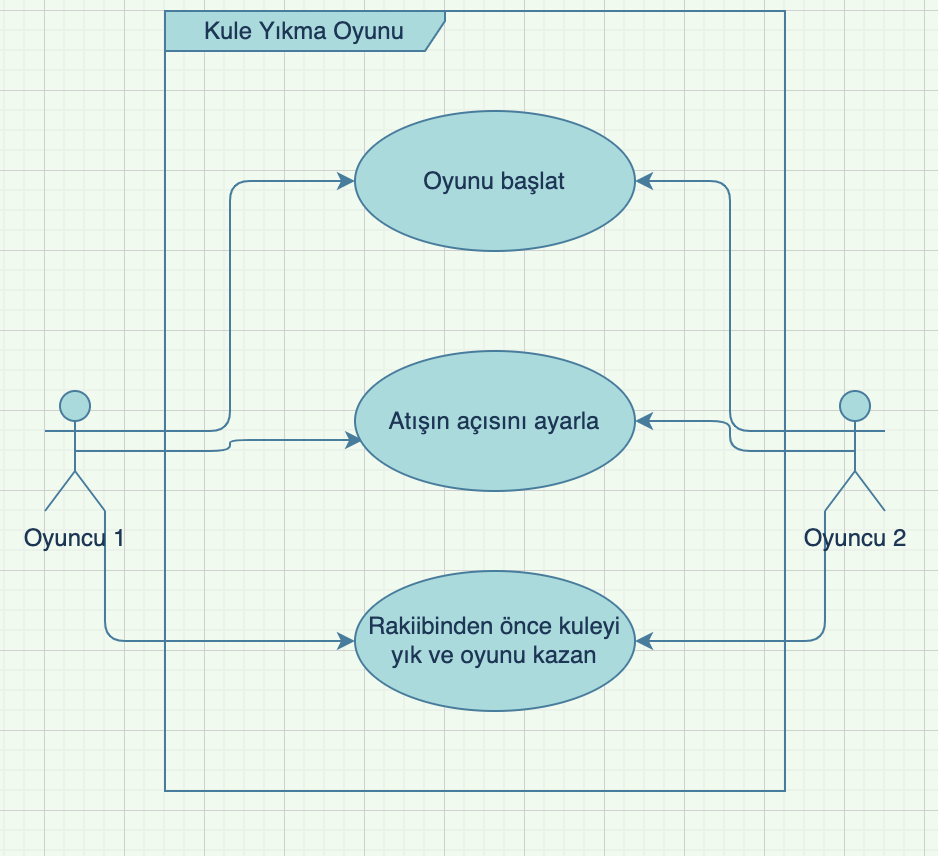 Kule Yıkma Oyunu
Oyunu başlat
Atışın açısını ayarla
Oyuncu 1
Oyuncu 2
Rakiibinden önce kuleyi
yık ve oyunu kazan